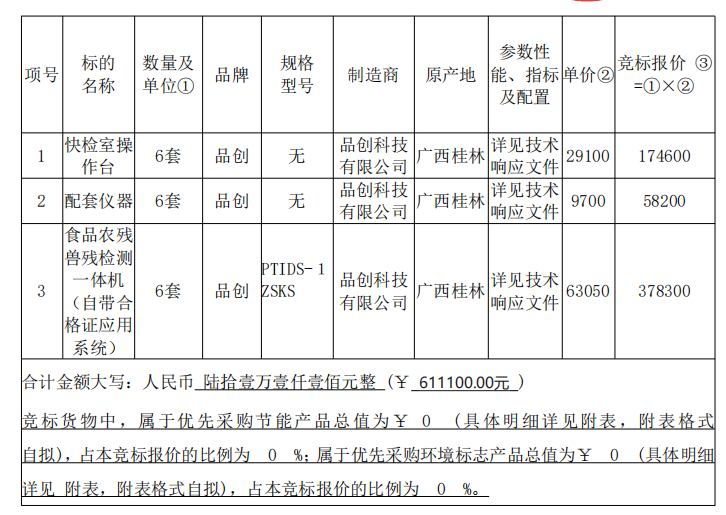 项号 标的名称 数量及单位① 品牌 规格型号 制造商 原产地 参数性能、指标及配置 单价② 竞标报价 ③=①×②
1 快检室操作台 6套 品创 无 品创科技有限公司 广西桂林 详见技术响应文件 29100 174600
2 配套仪器 6套 品创 无 品创科技有限公司 广西桂林 详见技术响应文件 9700 58200
3 食品农残兽残检测一体机（自带合格证应用系统） 6套 品创 PTIDS-1ZSKS 品创科技有限公司 广西桂林 详见技术响应文件 63050 378300
合计金额大写：人民币 陆拾壹万壹仟壹佰元整 (￥ 611100.00元 )
竞标货物中，属于优先采购节能产品总值为￥ 0 (具体明细详见附表，附表格式
自拟)，占本竞标报价的比例为 0 %；属于优先采购环境标志产品总值为￥ 0 (具体明细
详见 附表，附表格式自拟)，占本竞标报价的比例为 0 %。